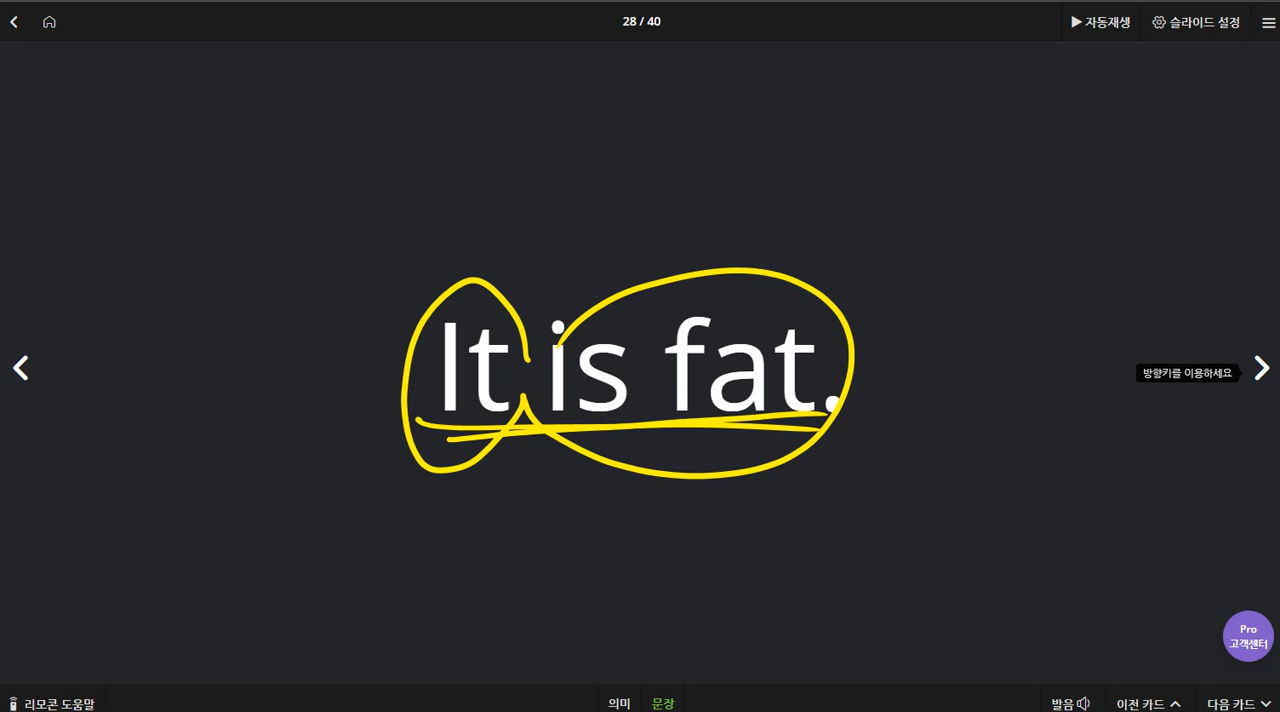 28 / 40
자동재생
슬라이드 설정
It is fat.
방향키를 이용하세요
Pro
고객센터
리모콘 도움말
의미
문장
발음
이전 카드
다음 카드